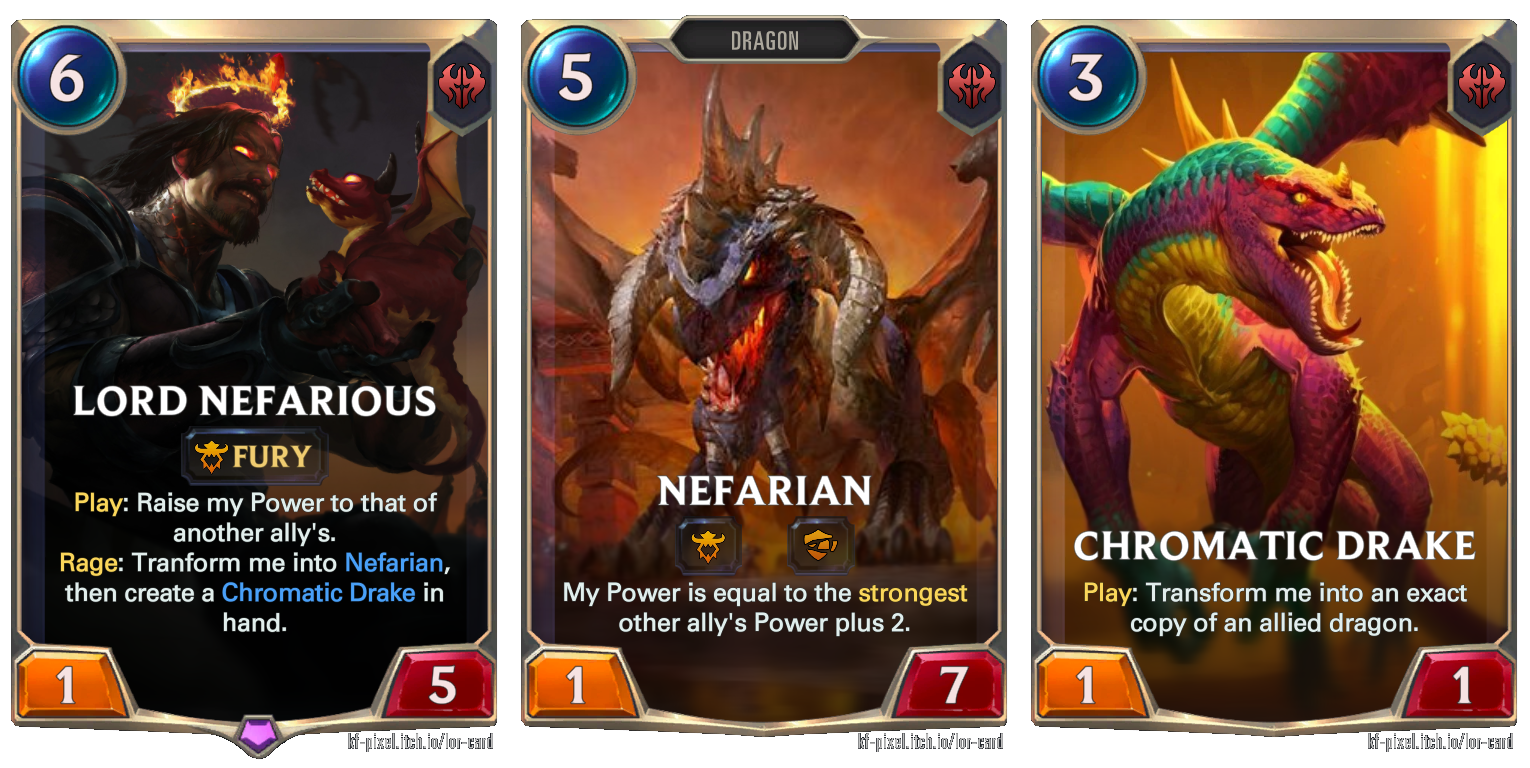 6
LORD NEFARIOUS
FURY
Play: Raise my Power to that of
another ally's.
Rage: Tranform me into Nefarian,
then create a Chromatic Drake in
hand.
1
5
kf-pixel.itch.io/lor-card
DRAGON
5
NEFARIAN
My Power is equal to the strongest
other ally's Power plus 2.
1
7
kf-pixel.itch.io/lor-card
3
CHROMATIC DRAKE
Play: Transform me into an exact
copy of an allied dragon.
1
1
kf-pixel.itch.io/lor-card